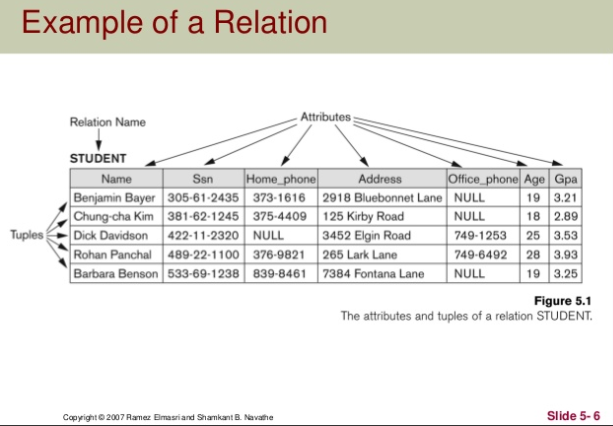 Example of a Relation
Relation Name
Attributes
STUDENT
Name Ssn Home_phone Address Office_phone Age Gpa
Benjamin Bayer 305-61-2435 373-1616 2918 Bluebonnet Lane NULL 19 3.21
Chung-cha Kim 381-62-1245 375-4409 125 Kirby Road NULL 18 2.89
Tuples Dick Davidson 422-11-2320 NULL 3452 Elgin Road 749-1253 25 3.53
Rohan Panchal 489-22-1100 376-9821 265 Lark Lane 749-6492 28 3.93
Barbara Benson 533-69-1238 839-8461 7384 Fontana Lane NULL 19 3.25
Figure 5.1
The attributes and tuples of a relation STUDENT.
Copyright © 2007 Ramez Elmasri and Shamkant B. Navathe
Slide 5- 6